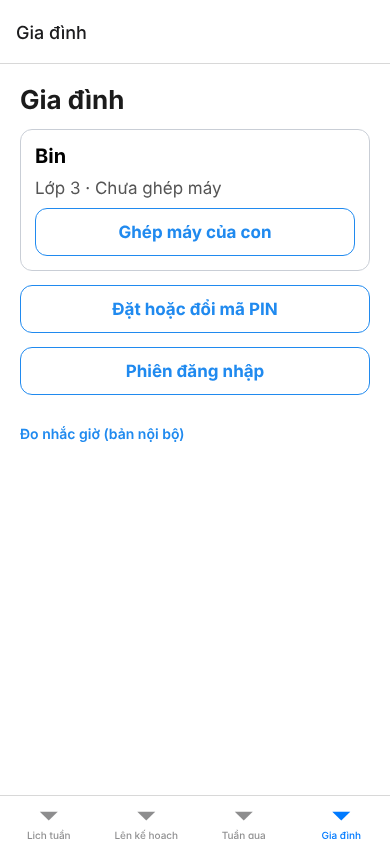 Gia đình
Gia đình
Bin
Lớp 3 · Chưa ghép máy
Ghép máy của con
Đặt hoặc đổi mã PIN
Phiên đăng nhập
Đo nhắc giờ (bản nội bộ)
Lịch tuần
Lên kế hoạch
Tuần qua
Gia đình